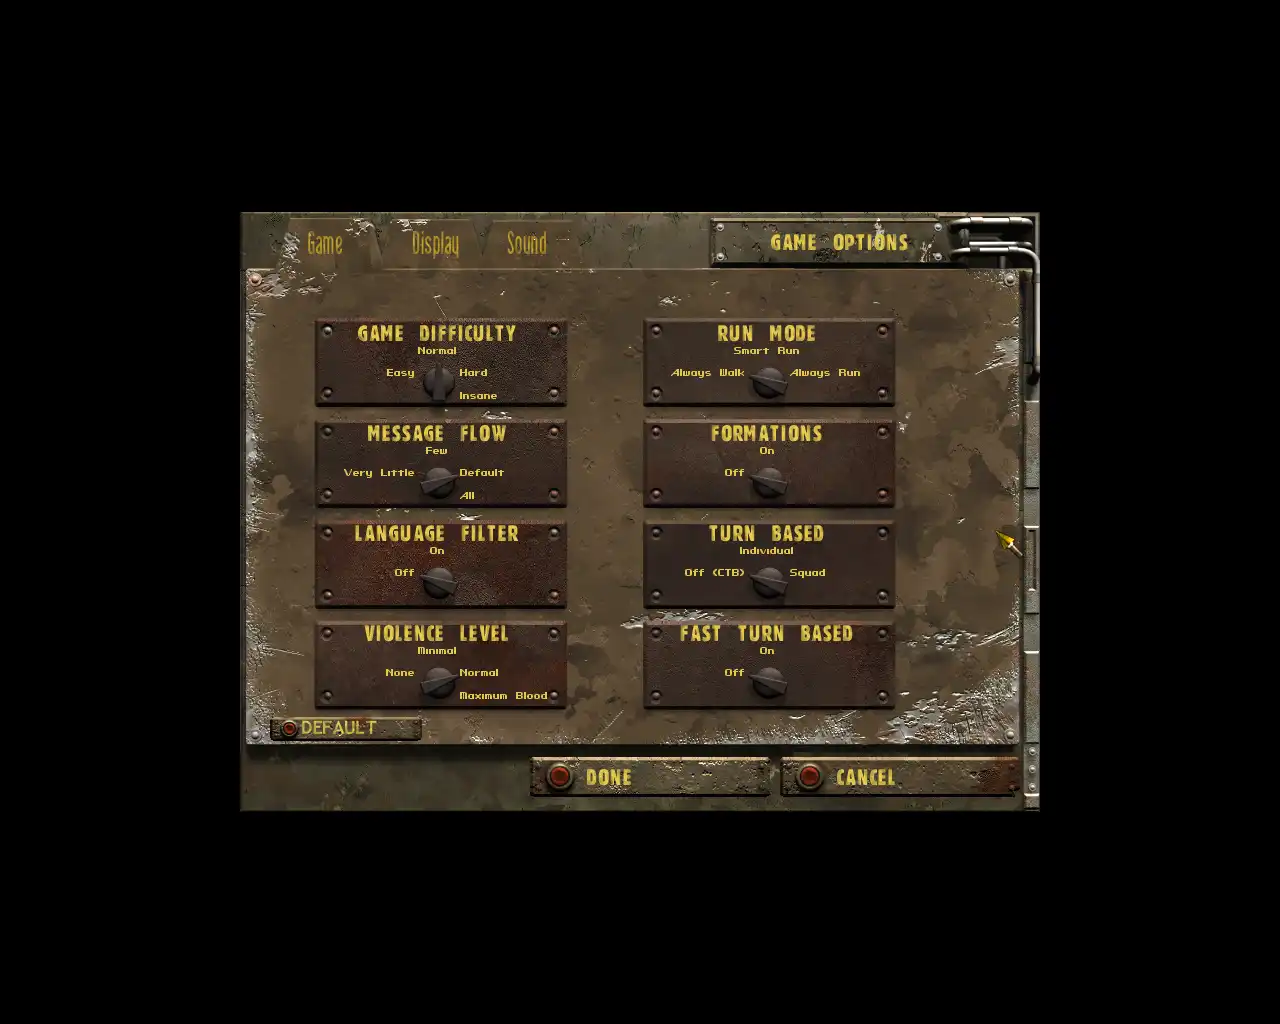 Game Display Sound
GAME OPTIONS
GAME DIFFICULTY
Normal
Easy Hard
Insane
MESSAGE FLOW
Few
Very Little Default
All
LANGUAGE FILTER
On
Off
VIOLENCE LEVEL
Minimal
None Normal
Maximum Blood
RUN MODE
Smart Run
Always Walk Always Run
FORMATIONS
On
Off
TURN BASED
Individual
Off (CTB) Squad
FAST TURN BASED
On
Off
DEFAULT
DONE
CANCEL